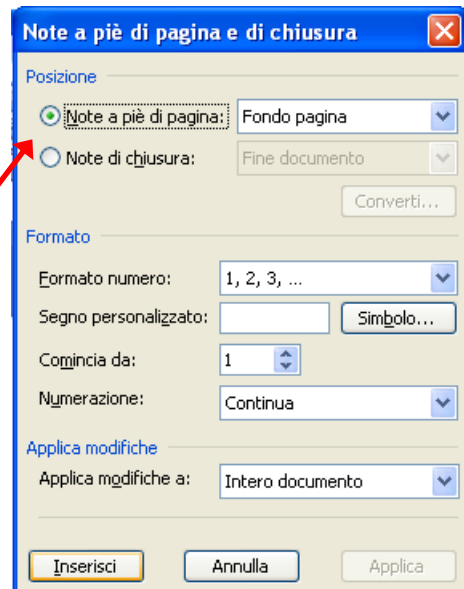 Note a piè di pagina e di chiusura
Posizione
Note a piè di pagina: Fondo pagina
Note di chiusura: Fine documento
Converti...
Formato
Formato numero: 1, 2, 3, ...
Segno personalizzato: Simbolo...
Comincia da: 1
Numerazione: Continua
Applica modifiche
Applica modifiche a: Intero documento
Inserisci Annulla Applica